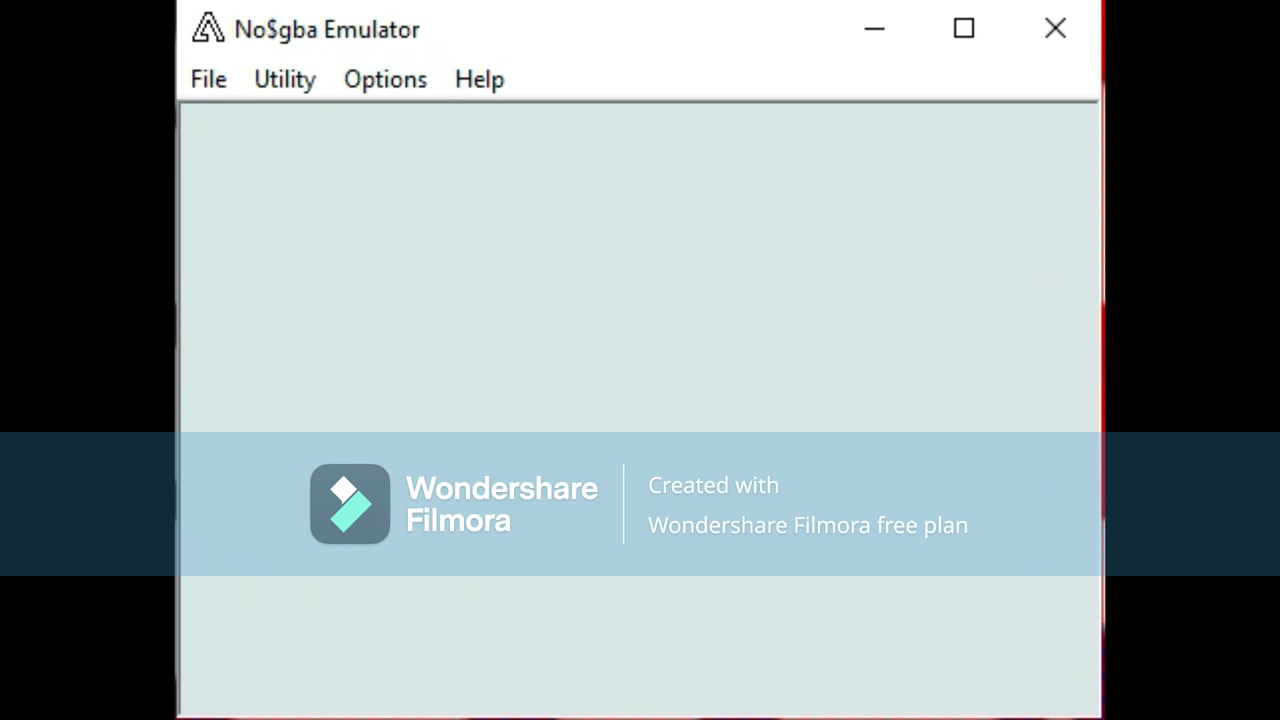 No$gba Emulator
File Utility Options Help
Wondershare
Filmora
Created with
Wondershare Filmora free plan